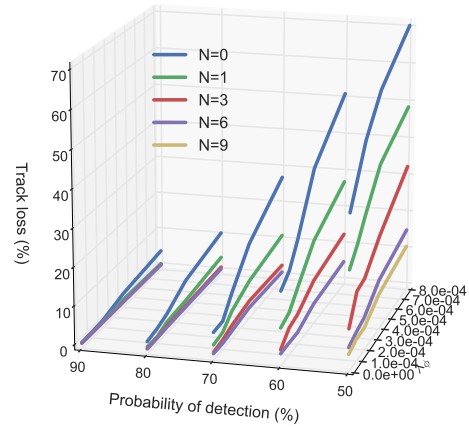 N=0
N=1
N=3
N=6
N=9
Track loss (%)
70
60
50
40
30
20
10
0
90
80
70
60
50
Probability of detection (%)
8.0e-04
7.0e-04
6.0e-04
5.0e-04
4.0e-04
3.0e-04
2.0e-04
1.0e-04
0.0e+00